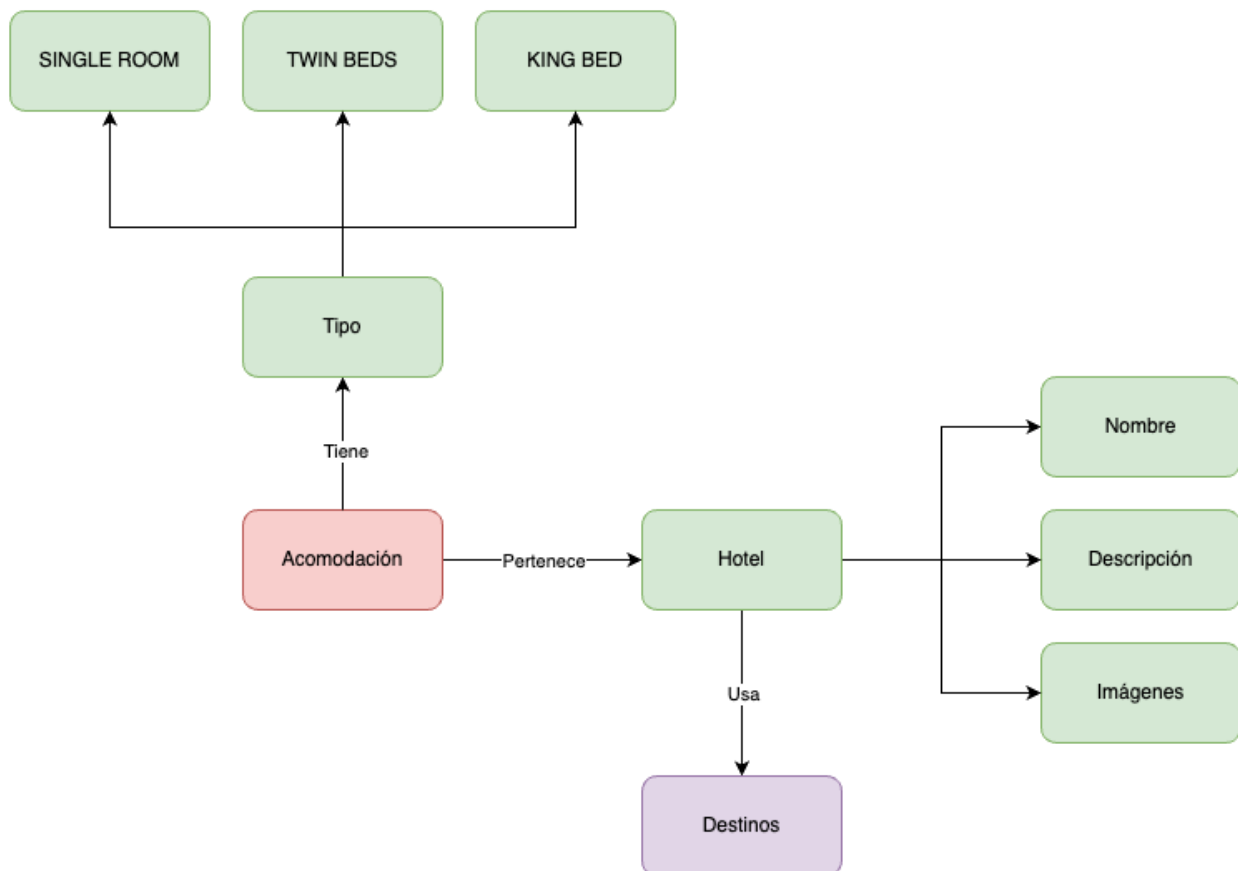 SINGLE ROOM
TWIN BEDS
KING BED
Tipo
Tiene
Nombre
Acomodación
Pertenece
Hotel
Descripción
Imágenes
Usa
Destinos